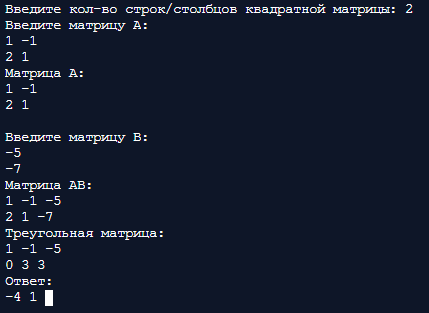 Введите кол-во строк/столбцов квадратной матрицы: 2
Введите матрицу A:
1 -1
2 1
Матрица A:
1 -1
2 1
Введите матрицу B:
-5
-7
Матрица AB:
1 -1 -5
2 1 -7
Треугольная матрица:
1 -1 -5
0 3 3
Ответ:
-4 1